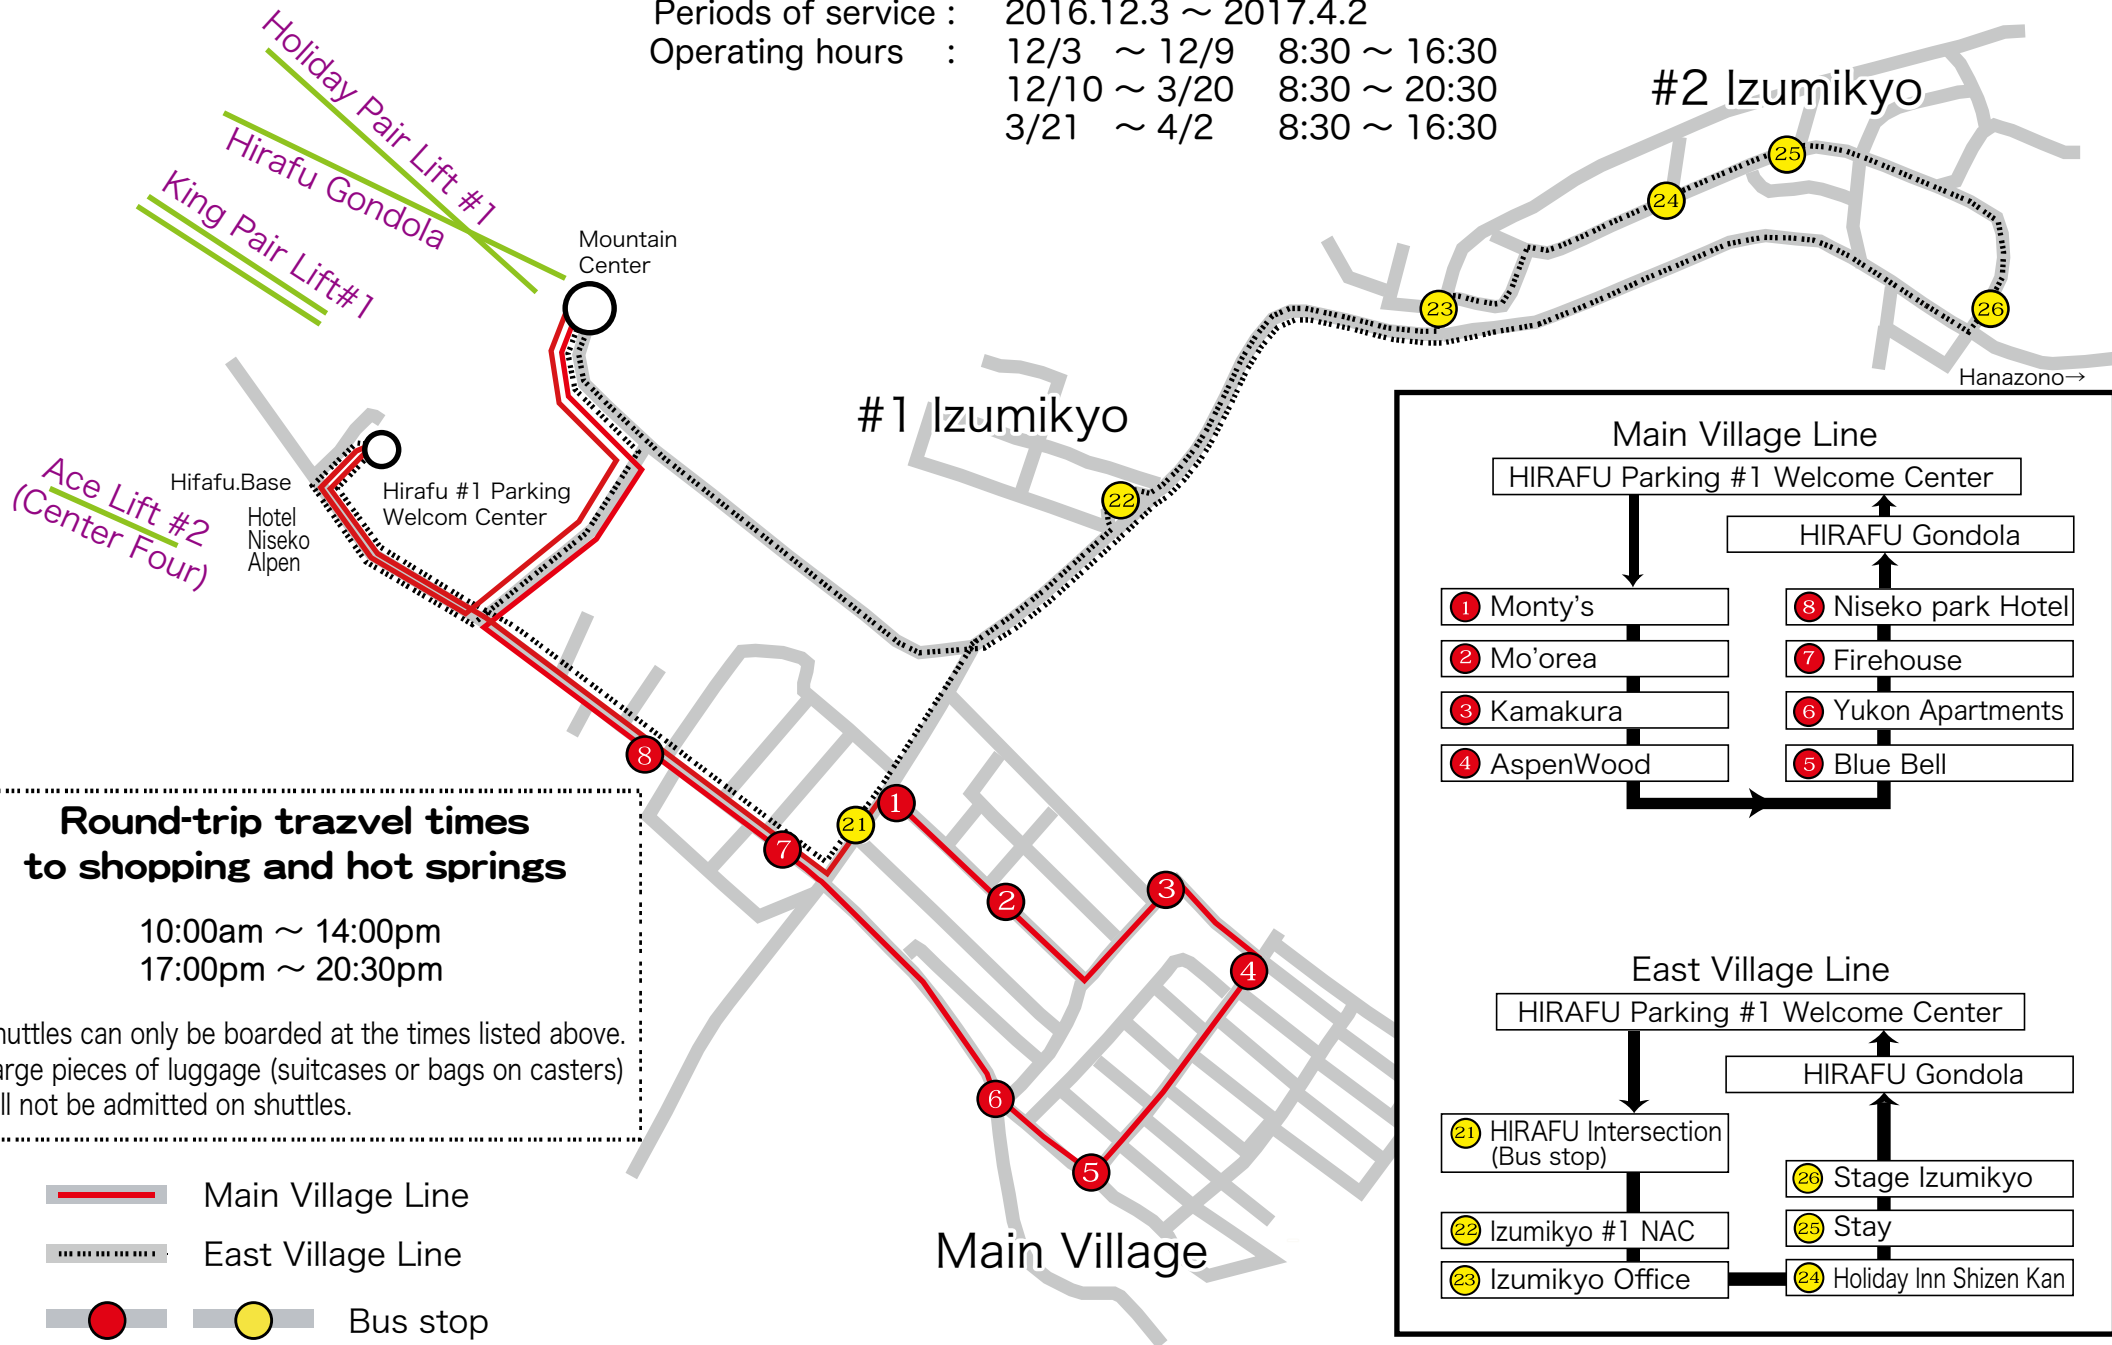 Periods of service : 2016.12.3 ～ 2017.4.2
Operating hours : 12/3 ～ 12/9 8:30 ～ 16:30
12/10 ～ 3/20 8:30 ～ 20:30
3/21 ～ 4/2 8:30 ～ 16:30
Holiday Pair Lift #1
Hirafu Gondola
King Pair Lift#1
Mountain
Center
#2 Izumikyo
25
24
23
26
Hanazono→
#1 Izumikyo
22
Ace Lift #2
(Center Four)
Hifafu.Base
Hotel
Niseko
Alpen
Hirafu #1 Parking
Welcom Center
8
7
21
1
2
3
4
6
5
Main Village
Round-trip trazvel times
to shopping and hot springs
10:00am ～ 14:00pm
17:00pm ～ 20:30pm
huttles can only be boarded at the times listed above.
arge pieces of luggage (suitcases or bags on casters)
ll not be admitted on shuttles.
Main Village Line
East Village Line
Bus stop
Main Village Line
HIRAFU Parking #1 Welcome Center
HIRAFU Gondola
1 Monty's
2 Mo'orea
3 Kamakura
4 AspenWood
8 Niseko park Hotel
7 Firehouse
6 Yukon Apartments
5 Blue Bell
East Village Line
HIRAFU Parking #1 Welcome Center
HIRAFU Gondola
21 HIRAFU Intersection
(Bus stop)
22 Izumikyo #1 NAC
23 Izumikyo Office
26 Stage Izumikyo
25 Stay
24 Holiday Inn Shizen Kan